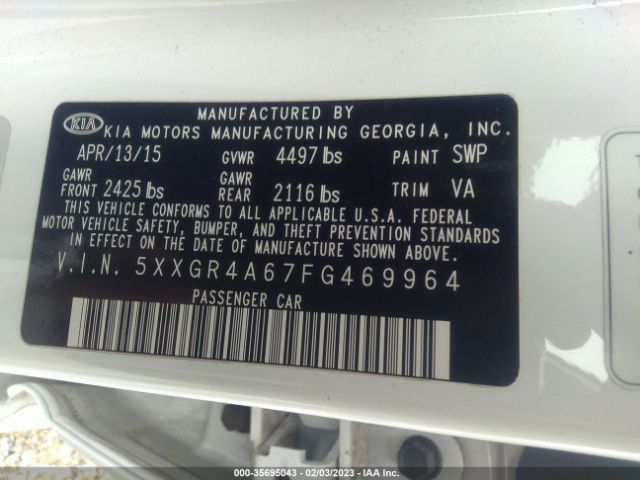 MANUFACTURED BY
KIA KIA MOTORS MANUFACTURING GEORGIA, INC.
APR/13/15 GVWR 4497 lbs PAINT SWP
GAWR FRONT 2425 lbs GAWR REAR 2116 lbs TRIM VA
THIS VEHICLE CONFORMS TO ALL APPLICABLE U.S.A. FEDERAL
MOTOR VEHICLE SAFETY, BUMPER, AND THEFT PREVENTION STANDARDS
IN EFFECT ON THE DATE OF MANUFACTURE SHOWN ABOVE.
V.I.N. 5XXGR4A67FG469964
PASSENGER CAR
000-35695043 - 02/03/2023 - IAA Inc.